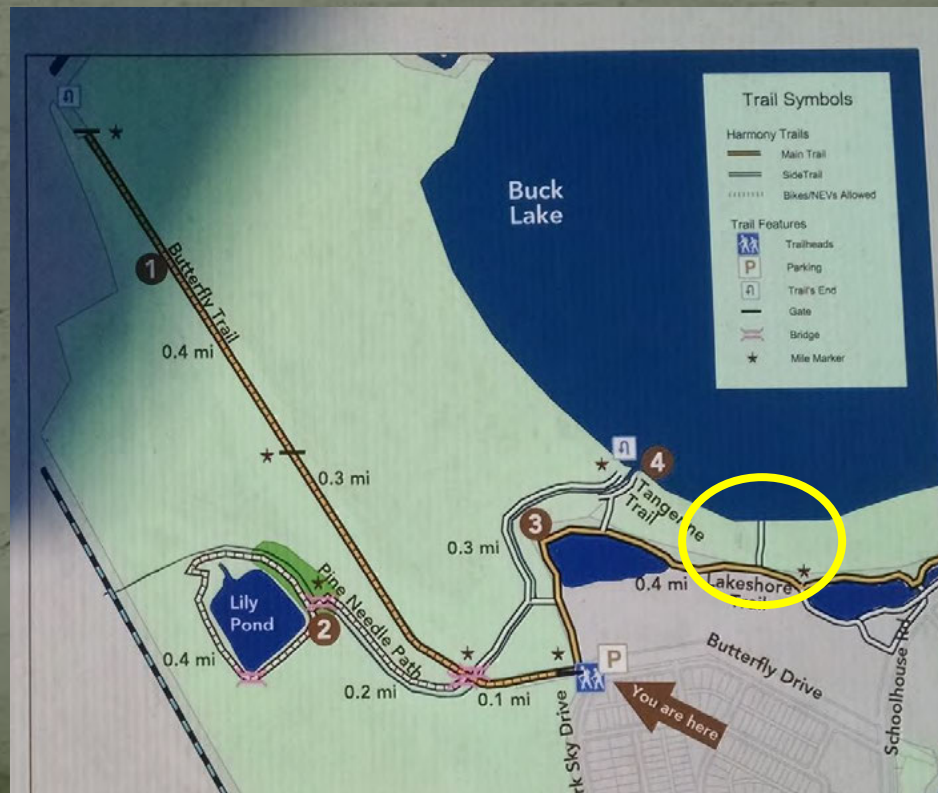 Trail Symbols
Harmony Trails
Main Trail
SideTrail
Bikes/NEVs Allowed
Trail Features
Trailheads
P
Parking
Trail's End
Gate
Bridge
Mile Marker
Buck
Lake
1
Butterfly Trail
0.4 mi
0.3 mi
4
Tangerine
Trail
3
0.3 mi
0.4 mi
Lakeshore
Trail
Pine Needle Path
Lily
Pond
2
0.4 mi
0.2 mi
0.1 mi
P
Butterfly Drive
You are here
Schoolhouse Rd
rk Sky Drive